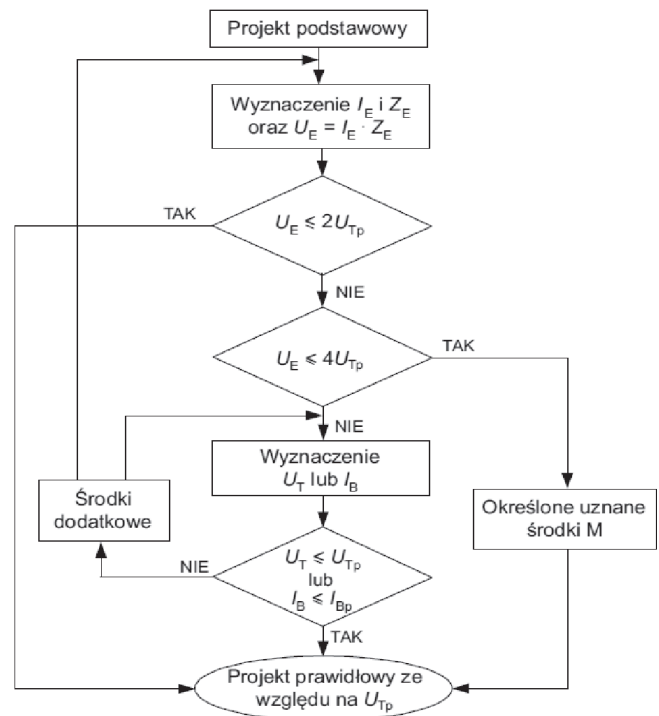 Projekt podstawowy
Wyznaczenie I_E i Z_E
oraz U_E = I_E · Z_E
TAK
U_E ⩽ 2U_Tp
NIE
U_E ⩽ 4U_Tp
TAK
NIE
Wyznaczenie
U_T lub I_B
Środki
dodatkowe
Określone uznane
środki M
NIE
U_T ⩽ U_Tp
lub
I_B ⩽ I_Bp
TAK
Projekt prawidłowy ze
względu na U_Tp